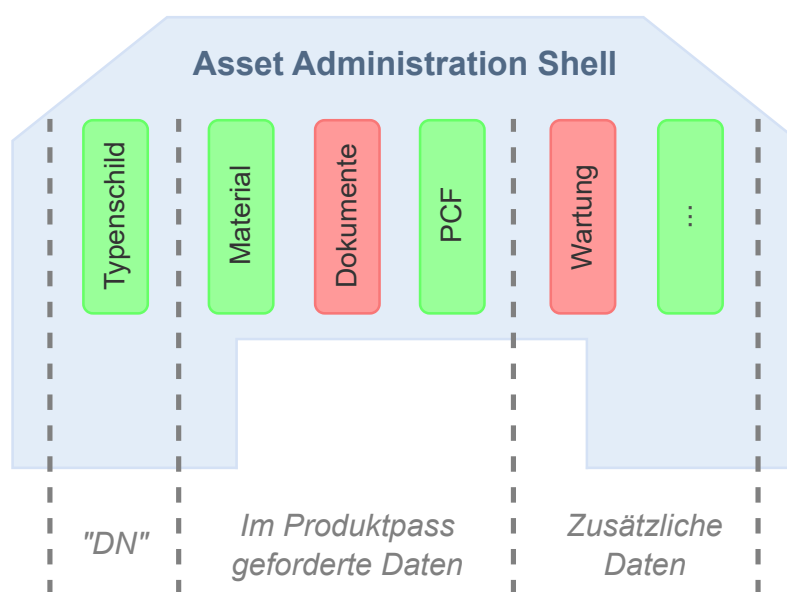 Asset Administration Shell
Typenschild
Material
Dokumente
PCF
Wartung
...
"DN"
Im Produktpass
geforderte Daten
Zusätzliche
Daten